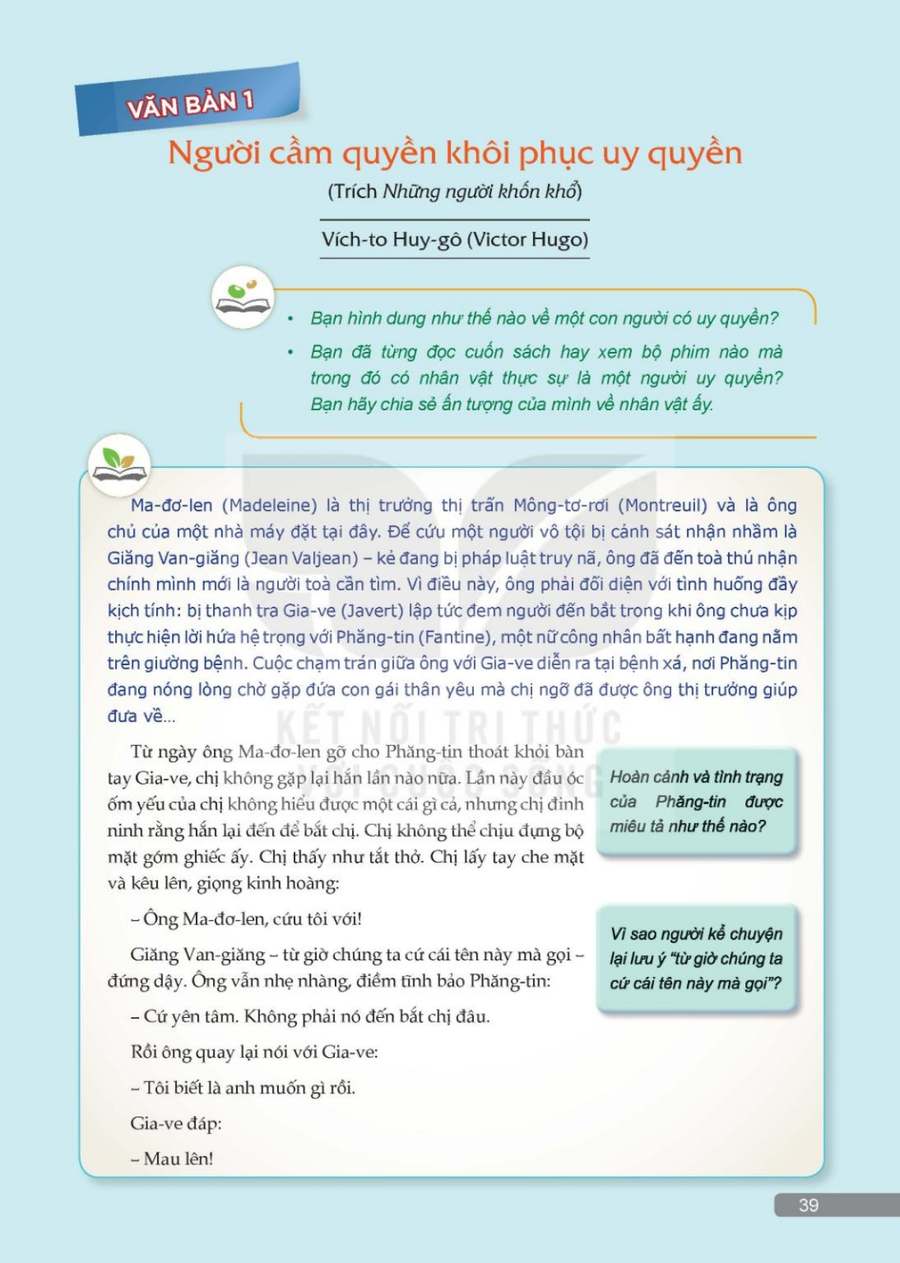 VĂN BẢN 1
Người cầm quyền khôi phục uy quyền
(Trích Những người khốn khổ)
Vích-to Huy-gô (Victor Hugo)
• Bạn hình dung như thế nào về một con người có uy quyền?
• Bạn đã từng đọc cuốn sách hay xem bộ phim nào mà
trong đó có nhân vật thực sự là một người uy quyền?
Bạn hãy chia sẻ ấn tượng của mình về nhân vật ấy.
Ma-đơ-len (Madeleine) là thị trưởng thị trấn Mông-tơ-rơi (Montreuil) và là ông
chủ của một nhà máy đặt tại đây. Để cứu một người vô tội bị cảnh sát nhận nhầm là
Giăng Van-giăng (Jean Valjean) – kẻ đang bị pháp luật truy nã, ông đã đến toà thú nhận
chính mình mới là người toà cần tìm. Vì điều này, ông phải đối diện với tình huống đầy
kịch tính: bị thanh tra Gia-ve (Javert) lập tức đem người đến bắt trong khi ông chưa kịp
thực hiện lời hứa hệ trọng với Phăng-tin (Fantine), một nữ công nhân bất hạnh đang nằm
trên giường bệnh. Cuộc chạm trán giữa ông với Gia-ve diễn ra tại bệnh xá, nơi Phăng-tin
đang nóng lòng chờ gặp đứa con gái thân yêu mà chị ngỡ đã được ông thị trưởng giúp
đưa về...
KẾT NỐI TRI THỨC
VỚI CUỘC SỐNG
Từ ngày ông Ma-đơ-len gỡ cho Phăng-tin thoát khỏi bàn
tay Gia-ve, chị không gặp lại hắn lần nào nữa. Lần này đầu óc
ốm yếu của chị không hiểu được một cái gì cả, nhưng chị đinh
ninh rằng hắn lại đến để bắt chị. Chị không thể chịu đựng bộ
mặt gớm ghiếc ấy. Chị thấy như tắt thở. Chị lấy tay che mặt
và kêu lên, giọng kinh hoàng:
– Ông Ma-đơ-len, cứu tôi với!
Giăng Van-giăng – từ giờ chúng ta cứ cái tên này mà gọi –
đứng dậy. Ông vẫn nhẹ nhàng, điềm tĩnh bảo Phăng-tin:
– Cứ yên tâm. Không phải nó đến bắt chị đâu.
Rồi ông quay lại nói với Gia-ve:
– Tôi biết là anh muốn gì rồi.
Gia-ve đáp:
– Mau lên!
Hoàn cảnh và tình trạng
của Phăng-tin được
miêu tả như thế nào?
Vì sao người kể chuyện
lại lưu ý "từ giờ chúng ta
cứ cái tên này mà gọi"?
39